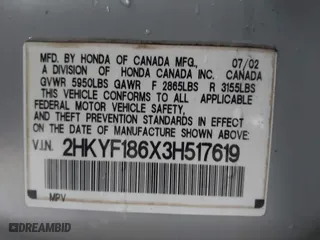 MFD. BY HONDA OF CANADA MFG., 07/02
A DIVISION OF HONDA CANADA INC. CANADA
GVWR 5950LBS GAWR F 2865LBS R 3155LBS
THIS VEHICLE CONFORMS TO ALL APPLICABLE
FEDERAL MOTOR VEHICLE SAFETY AND
THEFT PREVENTION STANDARDS IN EFFECT ON
THE DATE OF MANUFACTURE SHOWN ABOVE.
V.I.N. 2HKYF186X3H517619
MPV
© DREAMBID